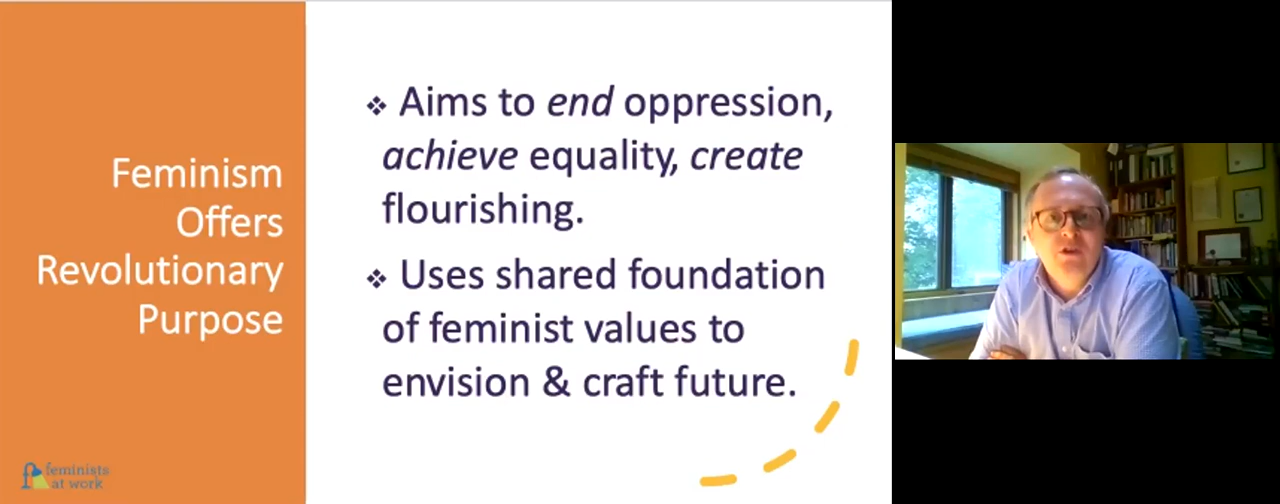 Feminism
Offers
Revolutionary
Purpose
❖ Aims to end oppression,
achieve equality, create
flourishing.
❖ Uses shared foundation
of feminist values to
envision & craft future.
feminists
at work